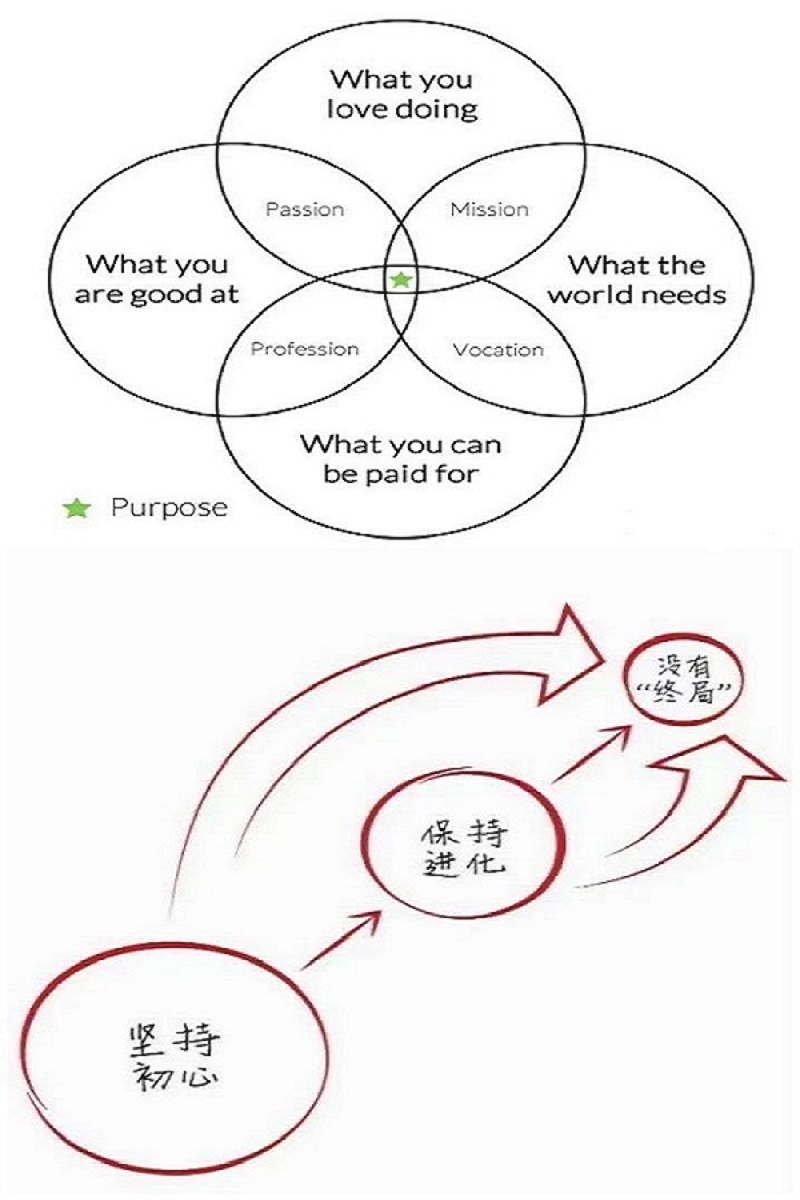 What you
love doing
Passion
Mission
What you
are good at
What the
world needs
Profession
Vocation
What you can
be paid for
Purpose
没有
“终局”
保持
进化
坚持
初心